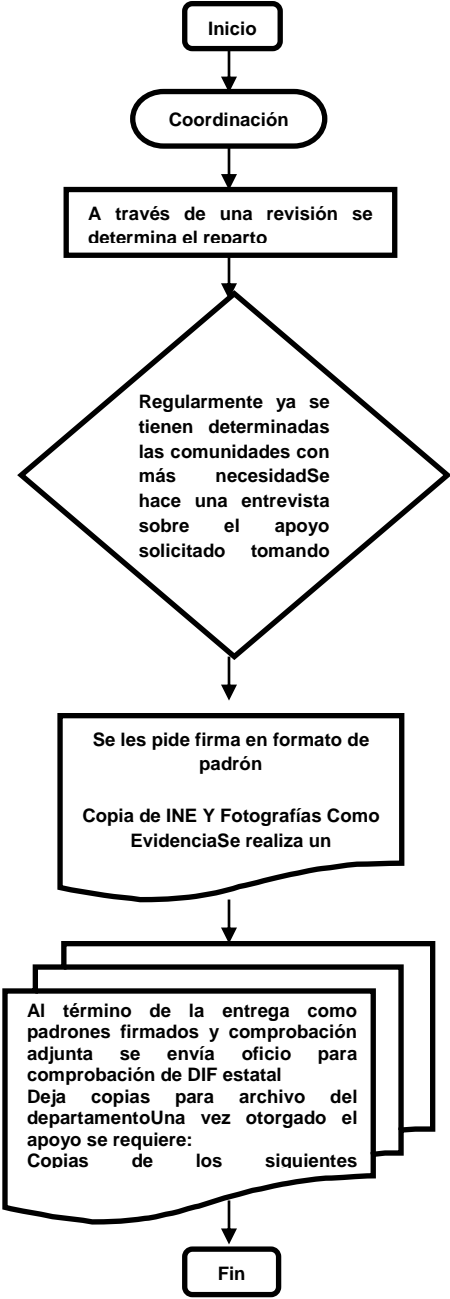 Inicio
Coordinación
A través de una revisión se
determina el reparto
Regularmente ya se
tienen determinadas
las comunidades con
más necesidadSe
hace una entrevista
sobre el apoyo
solicitado tomando
Se les pide firma en formato de
padrón
Copia de INE Y Fotografías Como
EvidenciaSe realiza un
Al término de la entrega como
padrones firmados y comprobación
adjunta se envía oficio para
comprobación de DIF estatal
Deja copias para archivo del
departamentoUna vez otorgado el
apoyo se requiere:
Copias de los siguientes
Fin